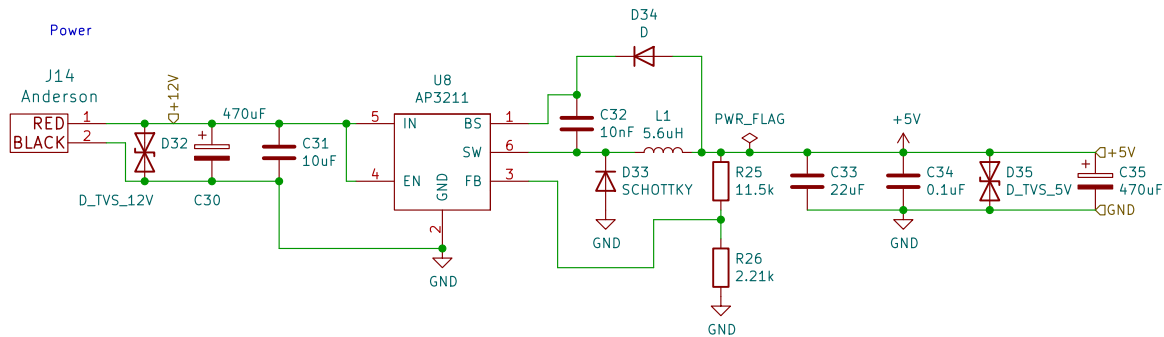 Power
J14
Anderson
RED 1
BLACK 2
+12V
D32
D_TVS_12V
470uF
C30
C31
10uF
U8
AP3211
5 IN
4 EN
GND
2
BS 1
SW 6
FB 3
GND
D34
D
C32
10nF
L1
5.6uH
D33
SCHOTTKY
GND
PWR_FLAG
R25
11.5k
R26
2.21k
GND
C33
22uF
+5V
C34
0.1uF
GND
D35
D_TVS_5V
+5V
+
C35
470uF
GND
+